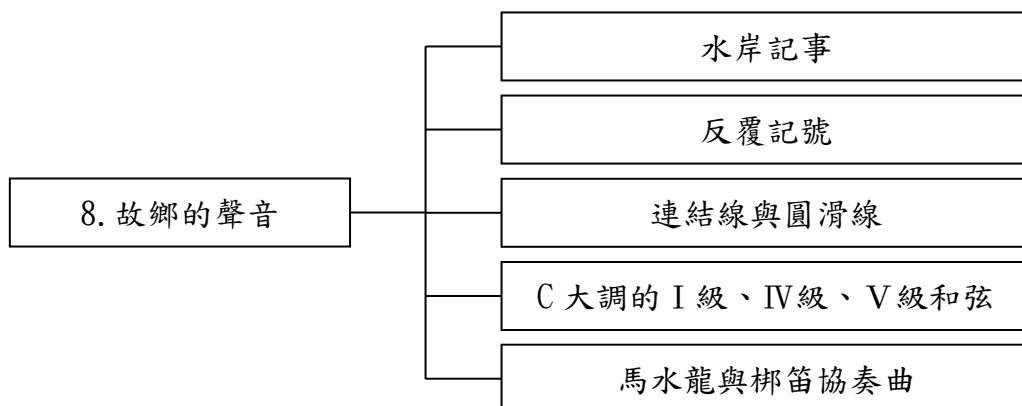 8.故鄉的聲音
水岸記事
反覆記號
連結線與圓滑線
C 大調的Ⅰ級、Ⅳ級、Ⅴ級和弦
馬水龍與梆笛協奏曲